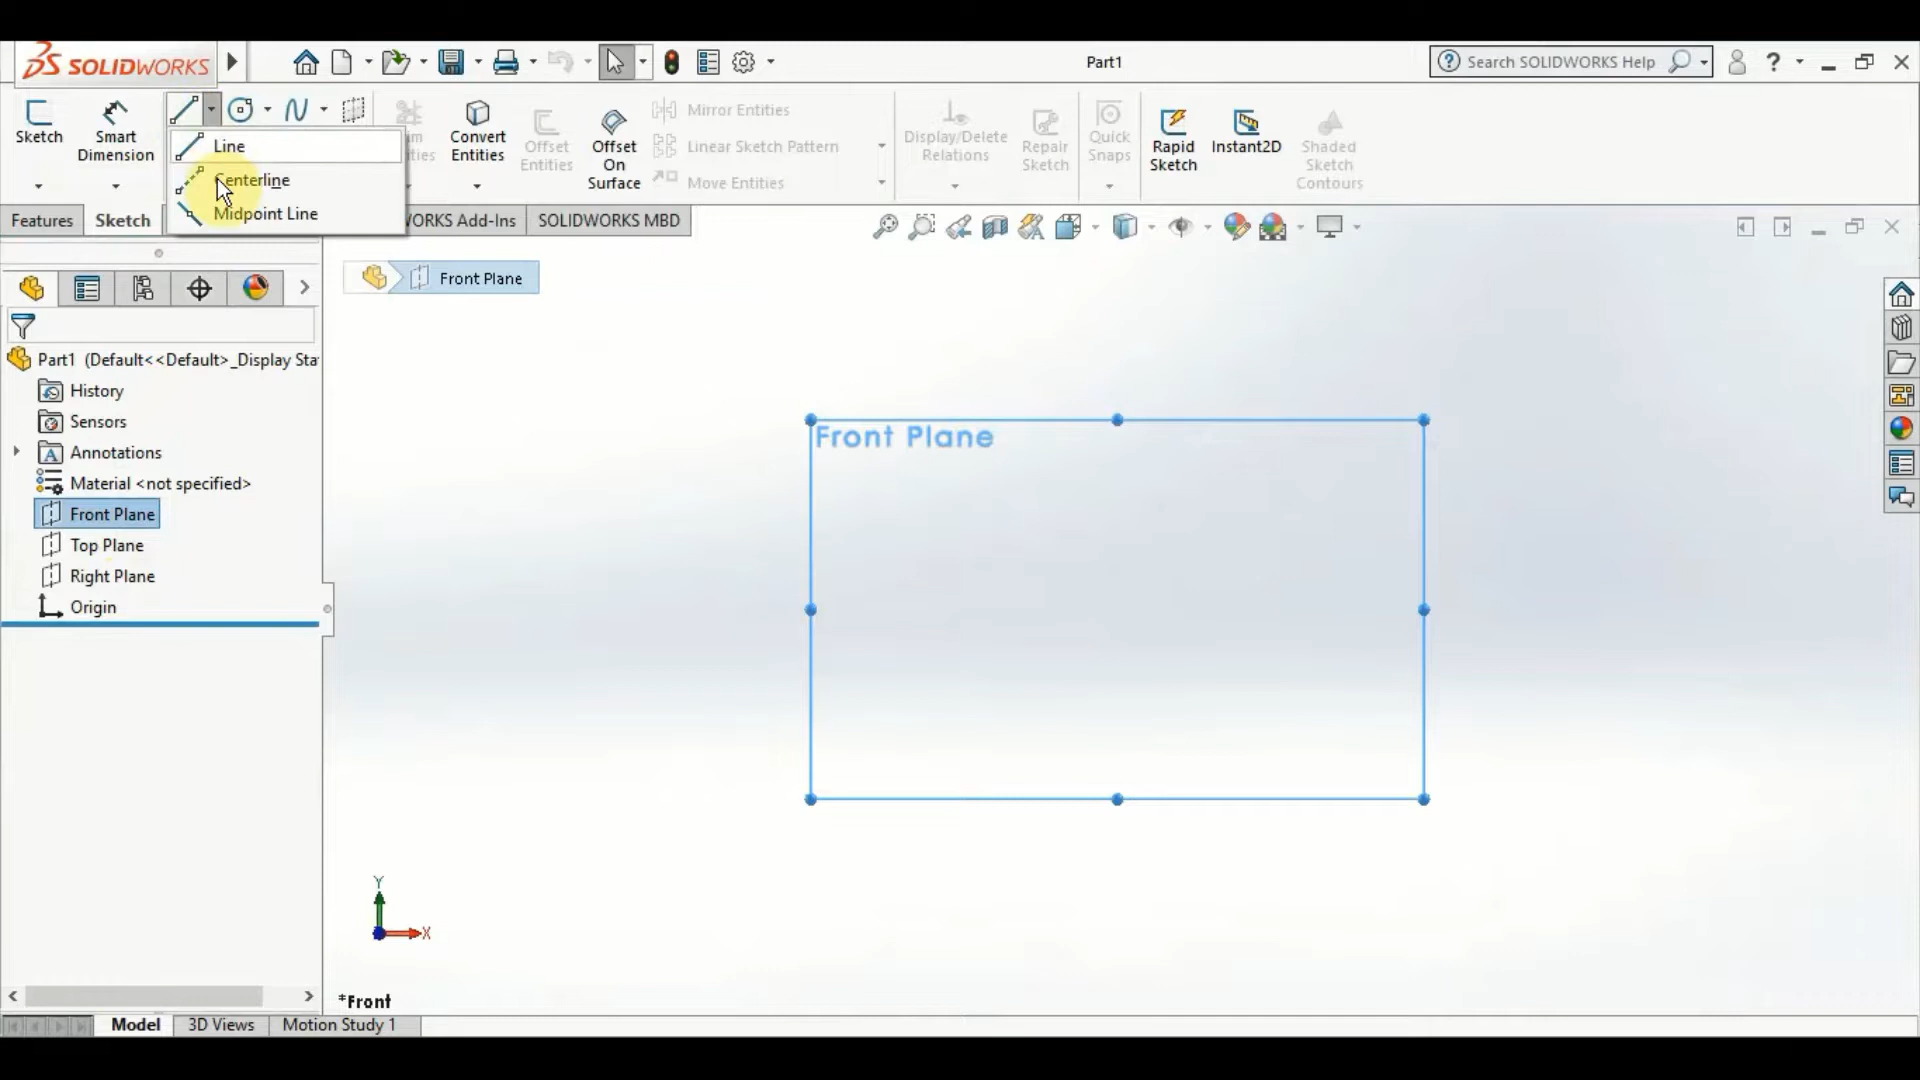 SOLIDWORKS
Part1
Search SOLIDWORKS Help
?
Sketch
Smart Dimension
Line
Centerline
Midpoint Line
Convert Entities
Offset Entities
Offset On Surface
Mirror Entities
Linear Sketch Pattern
Move Entities
Display/Delete Relations
Repair Sketch
Quick Snaps
Rapid Sketch
Instant2D
Shaded Sketch Contours
Features
Sketch
WORKS Add-Ins
SOLIDWORKS MBD
Front Plane
Part1 (Default<<Default>_Display Sta
History
Sensors
Annotations
Material <not specified>
Front Plane
Top Plane
Right Plane
Origin
Front Plane
Y
X
*Front
Model
3D Views
Motion Study 1